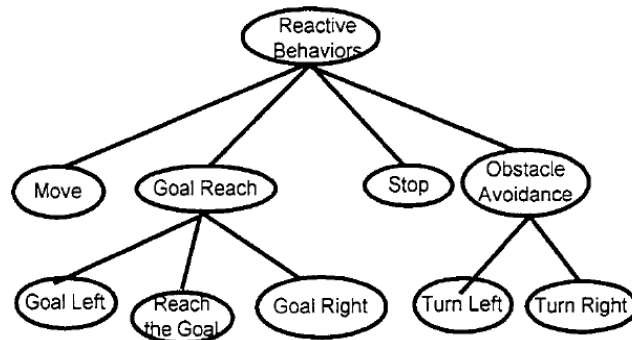 Reactive
Behaviors
Move
Goal Reach
Stop
Obstacle
Avoidance
Goal Left
Reach
the Goal
Goal Right
Turn Left
Turn Right